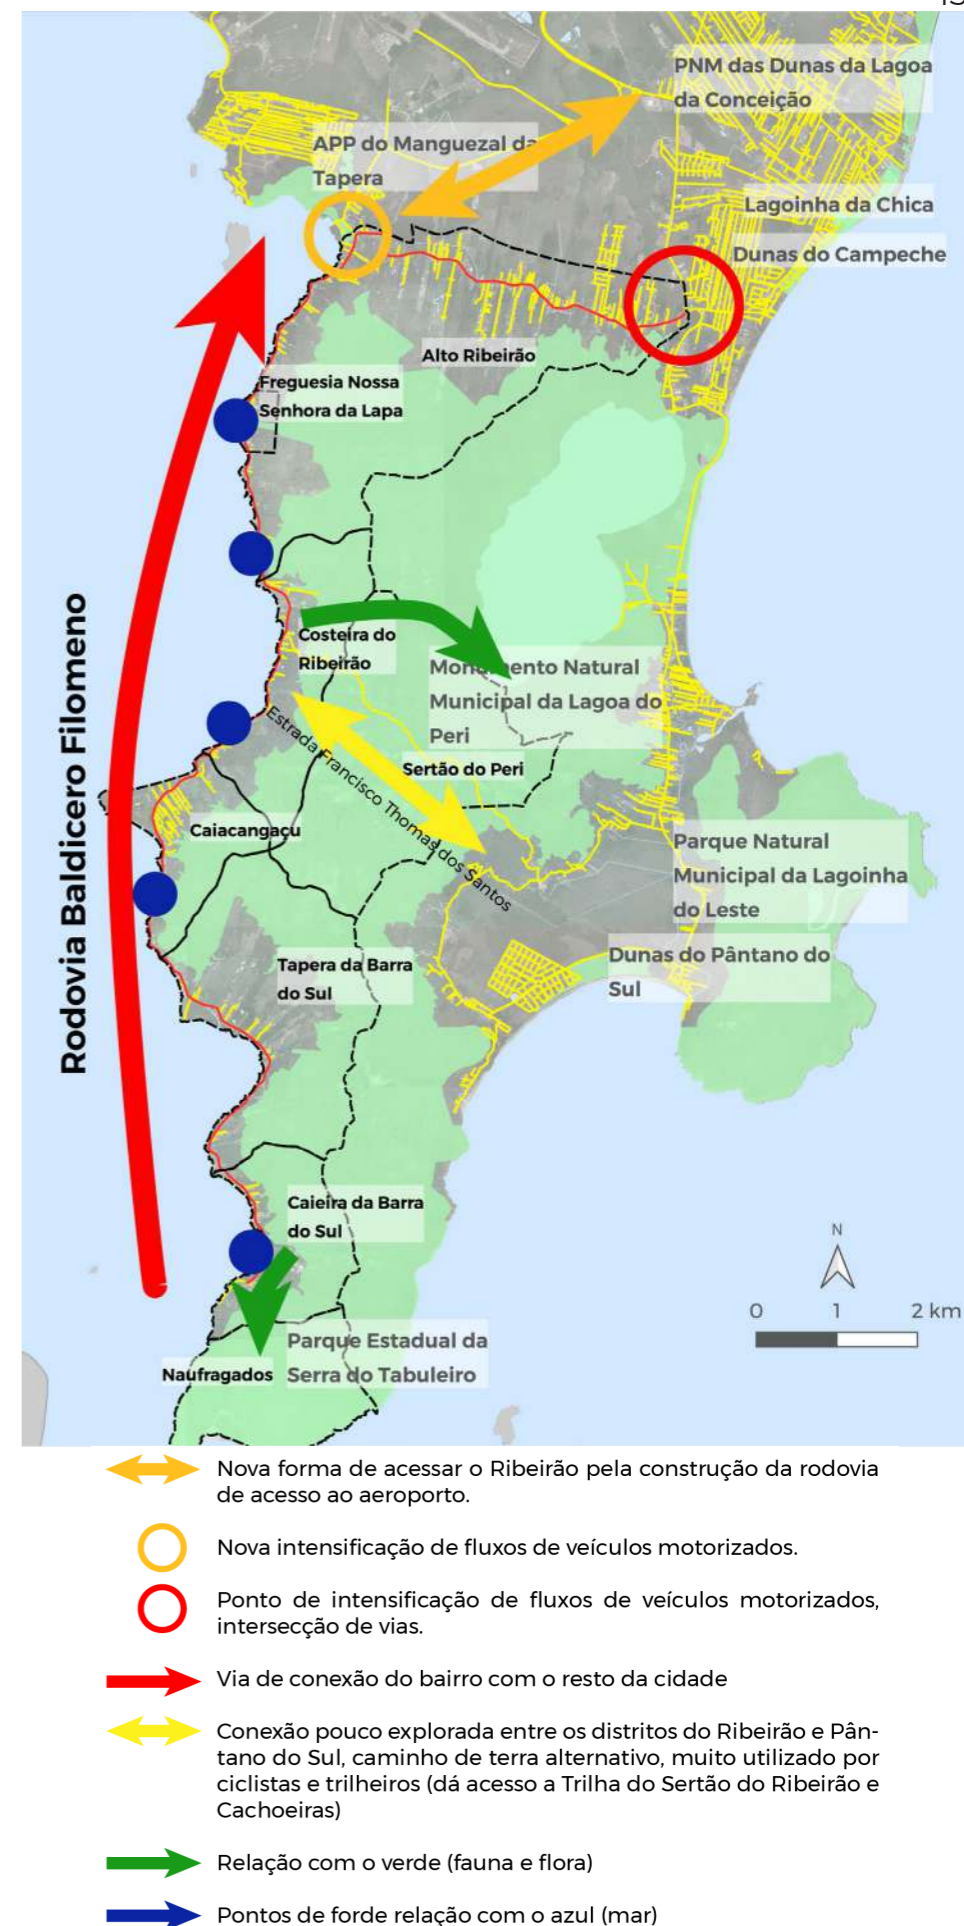 PNM das Dunas da Lagoa
da Conceição
APP do Manguezal da
Tapera
Lagoinha da Chica
Dunas do Campeche
Alto Ribeirão
Freguesia Nossa
Senhora da Lapa
Costeira do
Ribeirão
Monumento Natural
Municipal da Lagoa do
Peri
Sertão do Peri
Estrada Francisco Thomas dos Santos
Rodovia Baldicero Filomeno
Caiacangaçu
Parque Natural
Municipal da Lagoinha
do Leste
Dunas do Pântano do
Sul
Tapera da Barra
do Sul
Caieira da Barra
do Sul
N
0 1 2 km
Parque Estadual da
Serra do Tabuleiro
Naufragados
Nova forma de acessar o Ribeirão pela construção da rodovia
de acesso ao aeroporto.
Nova intensificação de fluxos de veículos motorizados.
Ponto de intensificação de fluxos de veículos motorizados,
intersecção de vias.
Via de conexão do bairro com o resto da cidade
Conexão pouco explorada entre os distritos do Ribeirão e Pân-
tano do Sul, caminho de terra alternativo, muito utilizado por
ciclistas e trilheiros (dá acesso a Trilha do Sertão do Ribeirão e
Cachoeiras)
Relação com o verde (fauna e flora)
Pontos de forde relação com o azul (mar)